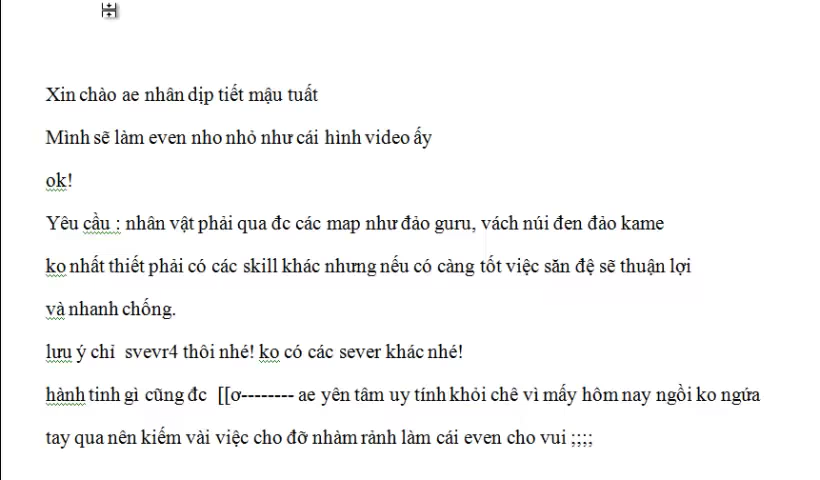 Xin chào ae nhân dịp tiết mậu tuất
Mình sẽ làm even nho nhỏ như cái hình video ấy
ok!
Yêu cầu : nhân vật phải qua đc các map như đảo guru, vách núi đen đảo kame
ko nhất thiết phải có các skill khác nhưng nếu có càng tốt việc săn đệ sẽ thuận lợi
và nhanh chống.
lưu ý chỉ  svevr4 thôi nhé! ko có các sever khác nhé!
hành tinh gì cũng đc  [[ơ-------- ae yên tâm uy tính khỏi chê vì mấy hôm nay ngồi ko ngứa
tay qua nên kiếm vài việc cho đỡ nhàm rảnh làm cái even cho vui ;;;;